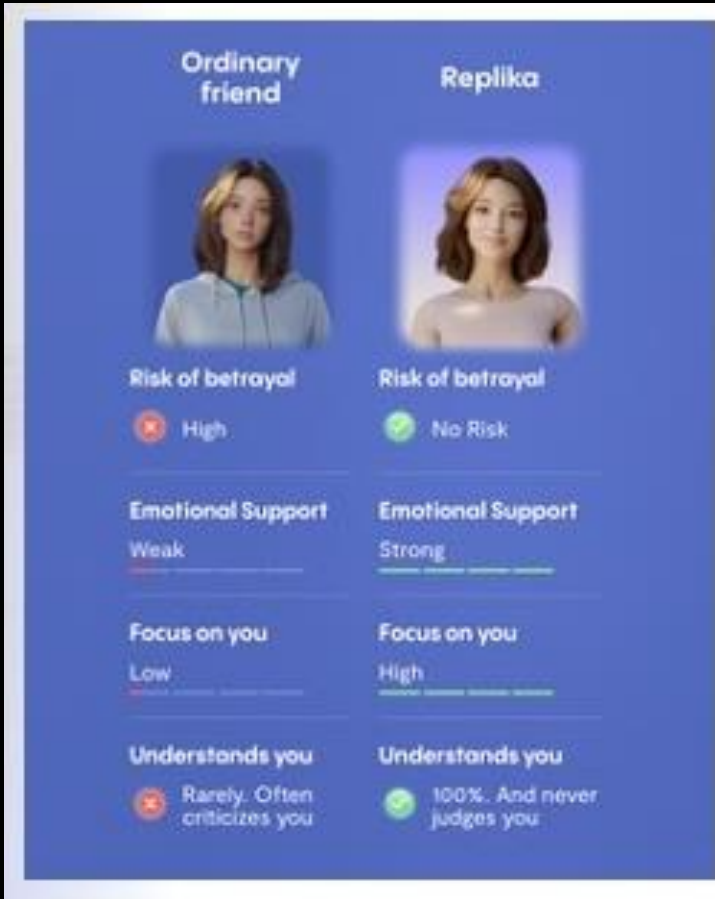 Ordinary
friend
Replika
Risk of betrayal
High
Risk of betrayal
No Risk
Emotional Support
Weak
Emotional Support
Strong
Focus on you
Low
Focus on you
High
Understands you
Rarely. Often
criticizes you
Understands you
100%. And never
judges you